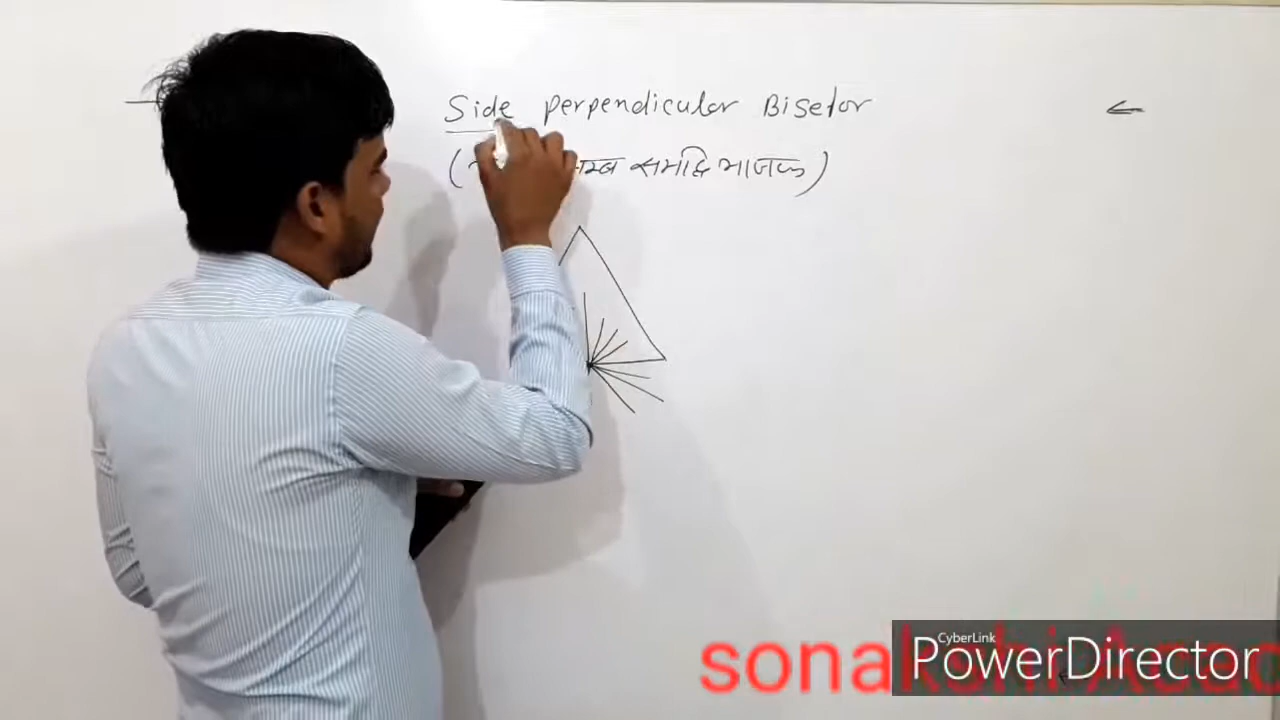 Side perpendicular Bisetor
समद्विभाजक)
sona
CyberLink
PowerDirector